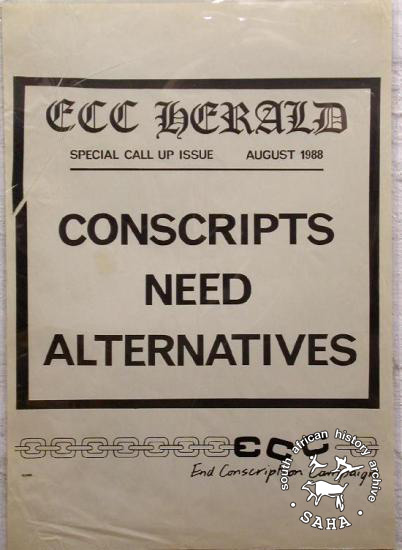 ECC HERALD
SPECIAL CALL UP ISSUE AUGUST 1988
CONSCRIPTS
NEED
ALTERNATIVES
ECC
End Conscription Campaign
south african history archive
· SAHA ·